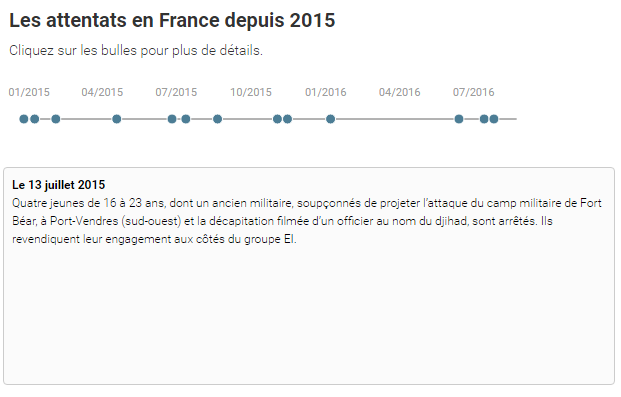 Les attentats en France depuis 2015
Cliquez sur les bulles pour plus de détails.
01/2015 04/2015 07/2015 10/2015 01/2016 04/2016 07/2016
Le 13 juillet 2015
Quatre jeunes de 16 à 23 ans, dont un ancien militaire, soupçonnés de projeter l'attaque du camp militaire de Fort
Béar, à Port-Vendres (sud-ouest) et la décapitation filmée d'un officier au nom du djihad, sont arrêtés. Ils
revendiquent leur engagement aux côtés du groupe EI.